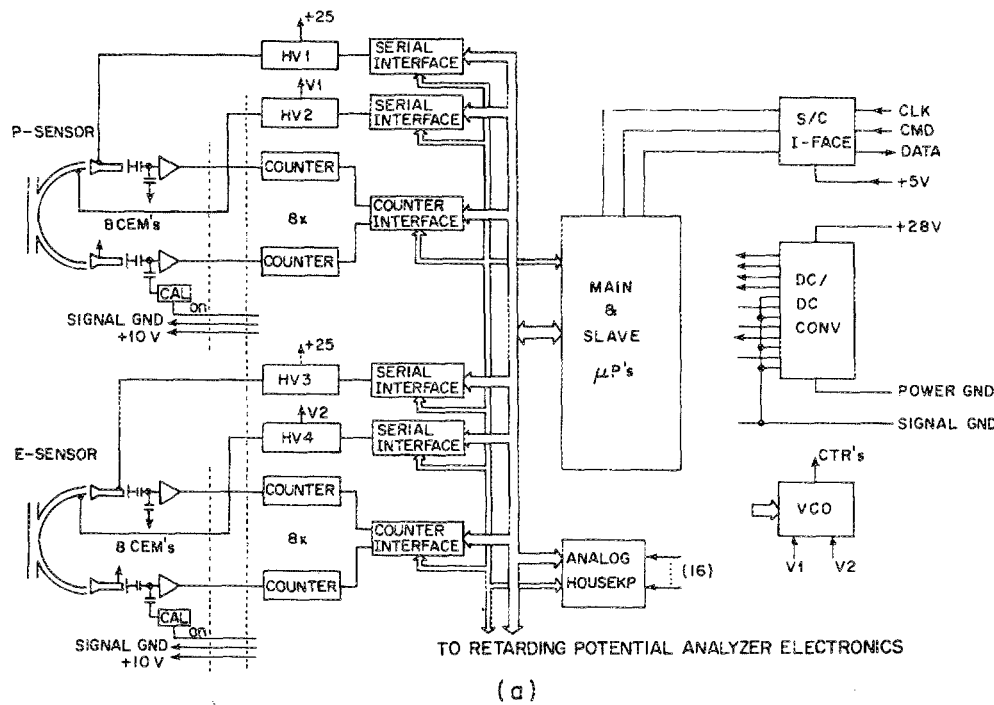 +25
HV1
SERIAL
INTERFACE
V1
HV2
SERIAL
INTERFACE
P-SENSOR
COUNTER
8 CEM's
8x
COUNTER
INTERFACE
COUNTER
CAL
on
SIGNAL GND
+10 V
+25
HV3
SERIAL
INTERFACE
V2
HV4
SERIAL
INTERFACE
E-SENSOR
COUNTER
8 CEM's
8x
COUNTER
INTERFACE
COUNTER
CAL
on
SIGNAL GND
+10 V
MAIN
&
SLAVE
μP's
S/C
I-FACE
CLK
CMD
DATA
+5V
+28V
DC/
DC
CONV
POWER GND
SIGNAL GND
CTR's
VCO
V1
V2
ANALOG
HOUSEKP
(16)
TO RETARDING POTENTIAL ANALYZER ELECTRONICS
(a)